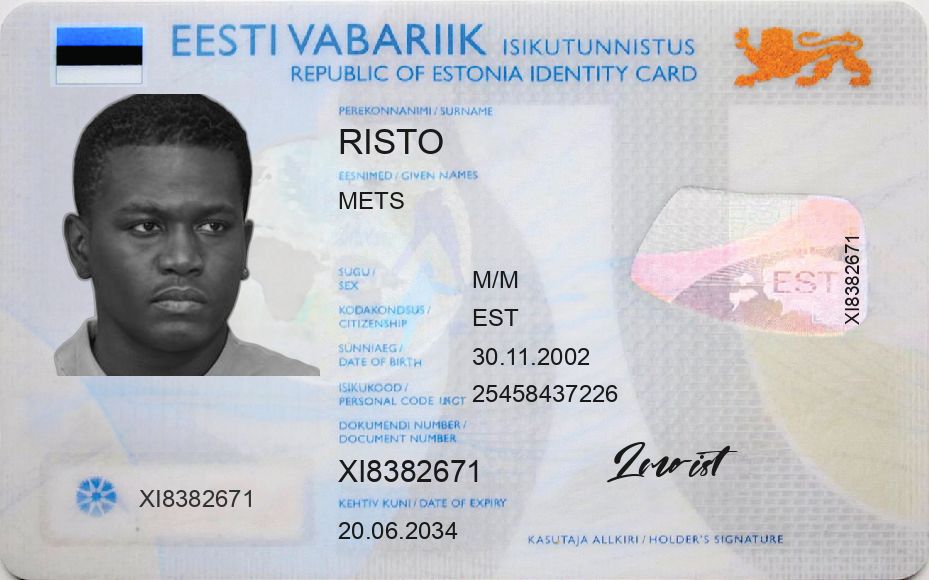 EESTI VABARIIK ISIKUTUNNISTUS
REPUBLIC OF ESTONIA IDENTITY CARD
PEREKONNANIMI / SURNAME
RISTO
EESNIMED / GIVEN NAMES
METS
SUGU / SEX
M/M
KODAKONDSUS / CITIZENSHIP
EST
SÜNNIAEG / DATE OF BIRTH
30.11.2002
ISIKUKOOD / PERSONAL CODE
25458437226
DOKUMENDI NUMBER / DOCUMENT NUMBER
XI8382671
KEHTIV KUNI / DATE OF EXPIRY
20.06.2034
XI8382671
EST
XI8382671
KASUTAJA ALLKIRI / HOLDER'S SIGNATURE